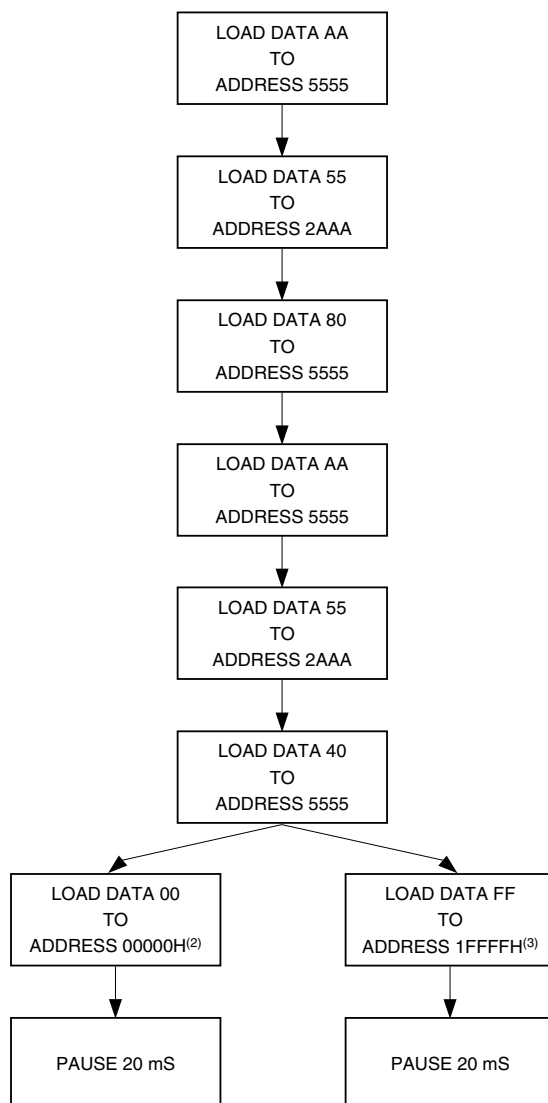 LOAD DATA AA
TO
ADDRESS 5555
LOAD DATA 55
TO
ADDRESS 2AAA
LOAD DATA 80
TO
ADDRESS 5555
LOAD DATA AA
TO
ADDRESS 5555
LOAD DATA 55
TO
ADDRESS 2AAA
LOAD DATA 40
TO
ADDRESS 5555
LOAD DATA 00
TO
ADDRESS 00000H(2)
LOAD DATA FF
TO
ADDRESS 1FFFFH(3)
PAUSE 20 mS
PAUSE 20 mS